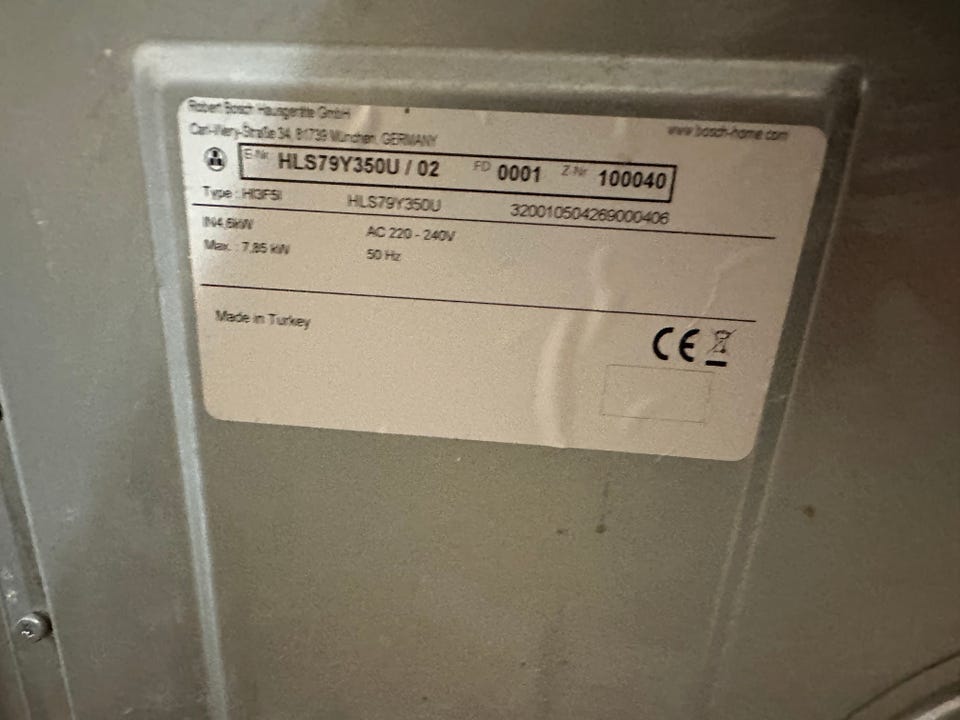 Robert Bosch Hausgeräte GmbH
Carl-Wery-Straße 34, 81739 München, GERMANY
www.bosch-home.com
E-Nr HLS79Y350U / 02 FD 0001 Z-Nr 100040
Type : HI3F5I HLS79Y350U 320010504269000406
IN4,6kW AC 220 - 240V
Max. : 7,85 kW 50 Hz
Made in Turkey
CE